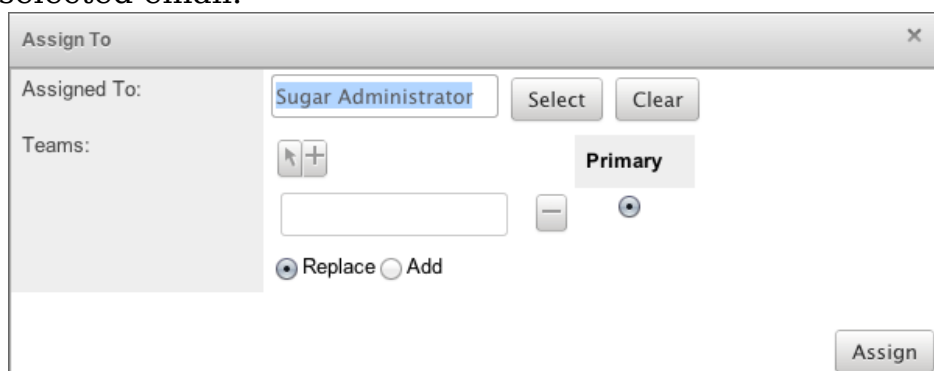 selected email.
Assign To
Assigned To:
Sugar Administrator
Select
Clear
Teams:
Primary
Replace
Add
Assign